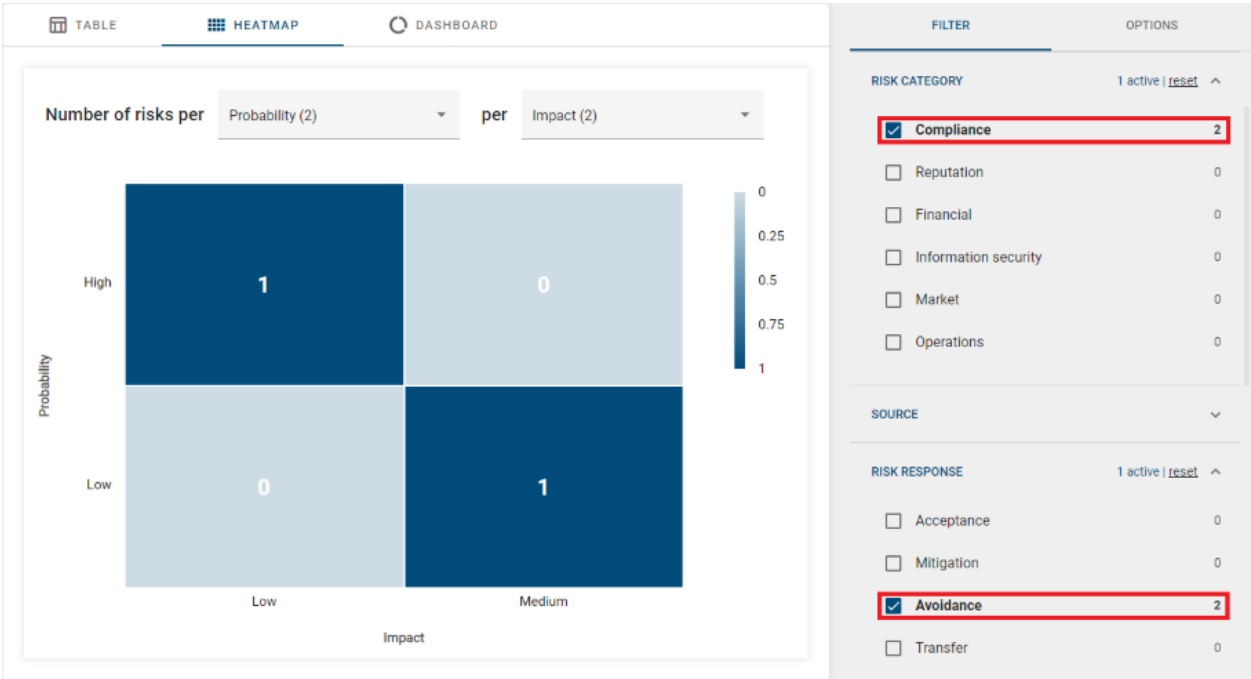 TABLE HEATMAP DASHBOARD
Number of risks per Probability (2) per Impact (2)
0
0.25
0.5
0.75
1
High 1 0
Low 0 1
Probability
Low Medium
Impact
FILTER OPTIONS
RISK CATEGORY 1 active | reset
Compliance 2
Reputation 0
Financial 0
Information security 0
Market 0
Operations 0
SOURCE
RISK RESPONSE 1 active | reset
Acceptance 0
Mitigation 0
Avoidance 2
Transfer 0